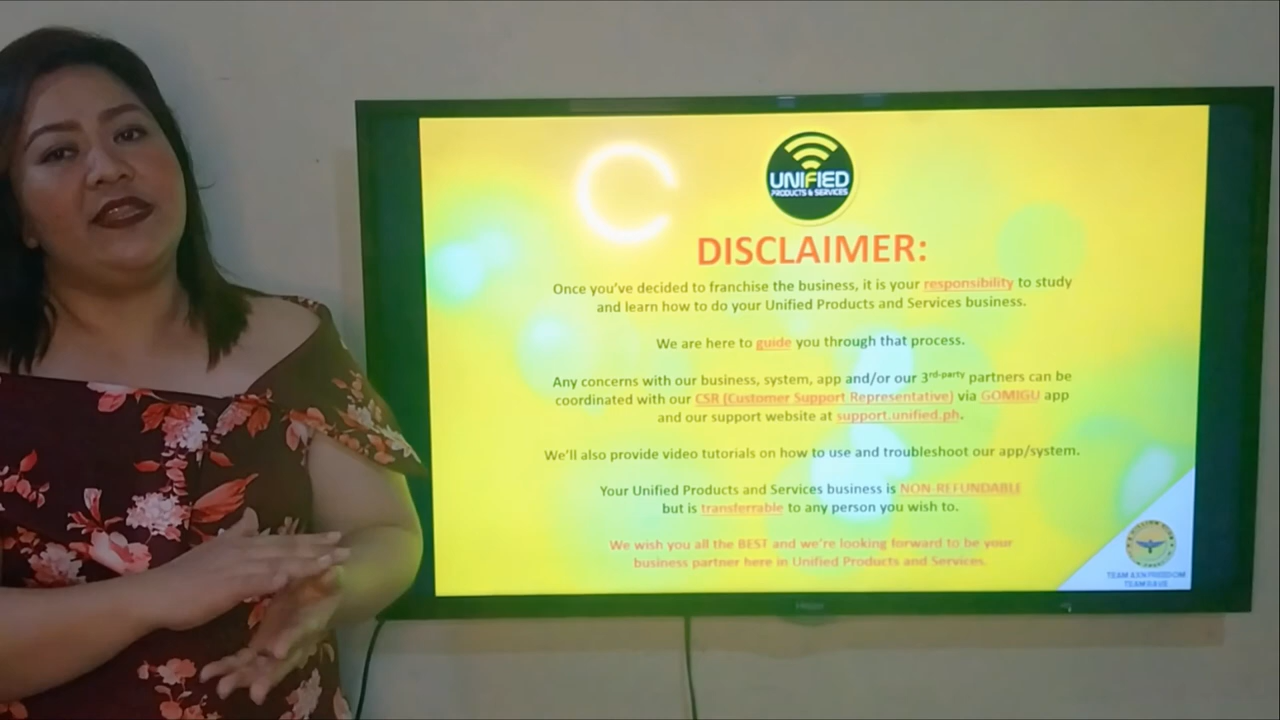 UNIFIED
PRODUCTS & SERVICES
DISCLAIMER:
Once you've decided to franchise the business, it is your responsibility to study
and learn how to do your Unified Products and Services business.
We are here to guide you through that process.
Any concerns with our business, system, app and/or our 3rd-party partners can be
coordinated with our CSR (Customer Support Representative) via GOMIGU app
and our support website at support.unified.ph.
We'll also provide video tutorials on how to use and troubleshoot our app/system.
Your Unified Products and Services business is NON-REFUNDABLE
but is transferrable to any person you wish to.
We wish you all the BEST and we're looking forward to be your
business partner here in Unified Products and Services.
TEAM AXN FREEDOM
TEAM RAVE